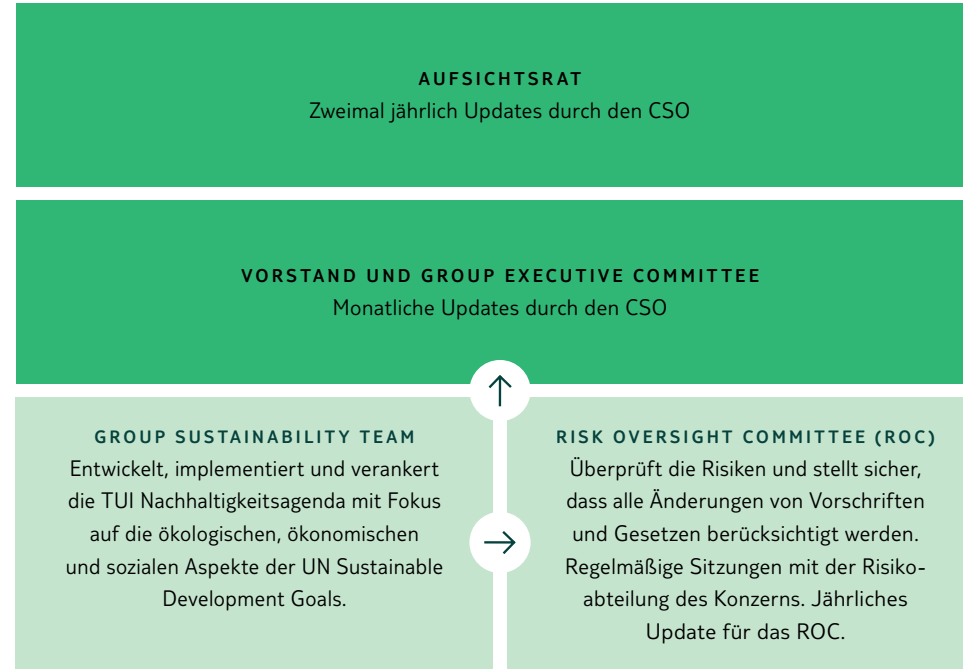 AUFSICHTSRAT
Zweimal jährlich Updates durch den CSO
VORSTAND UND GROUP EXECUTIVE COMMITTEE
Monatliche Updates durch den CSO
GROUP SUSTAINABILITY TEAM
Entwickelt, implementiert und verankert
die TUI Nachhaltigkeitsagenda mit Fokus
auf die ökologischen, ökonomischen
und sozialen Aspekte der UN Sustainable
Development Goals.
RISK OVERSIGHT COMMITTEE (ROC)
Überprüft die Risiken und stellt sicher,
dass alle Änderungen von Vorschriften
und Gesetzen berücksichtigt werden.
Regelmäßige Sitzungen mit der Risiko-
abteilung des Konzerns. Jährliches
Update für das ROC.